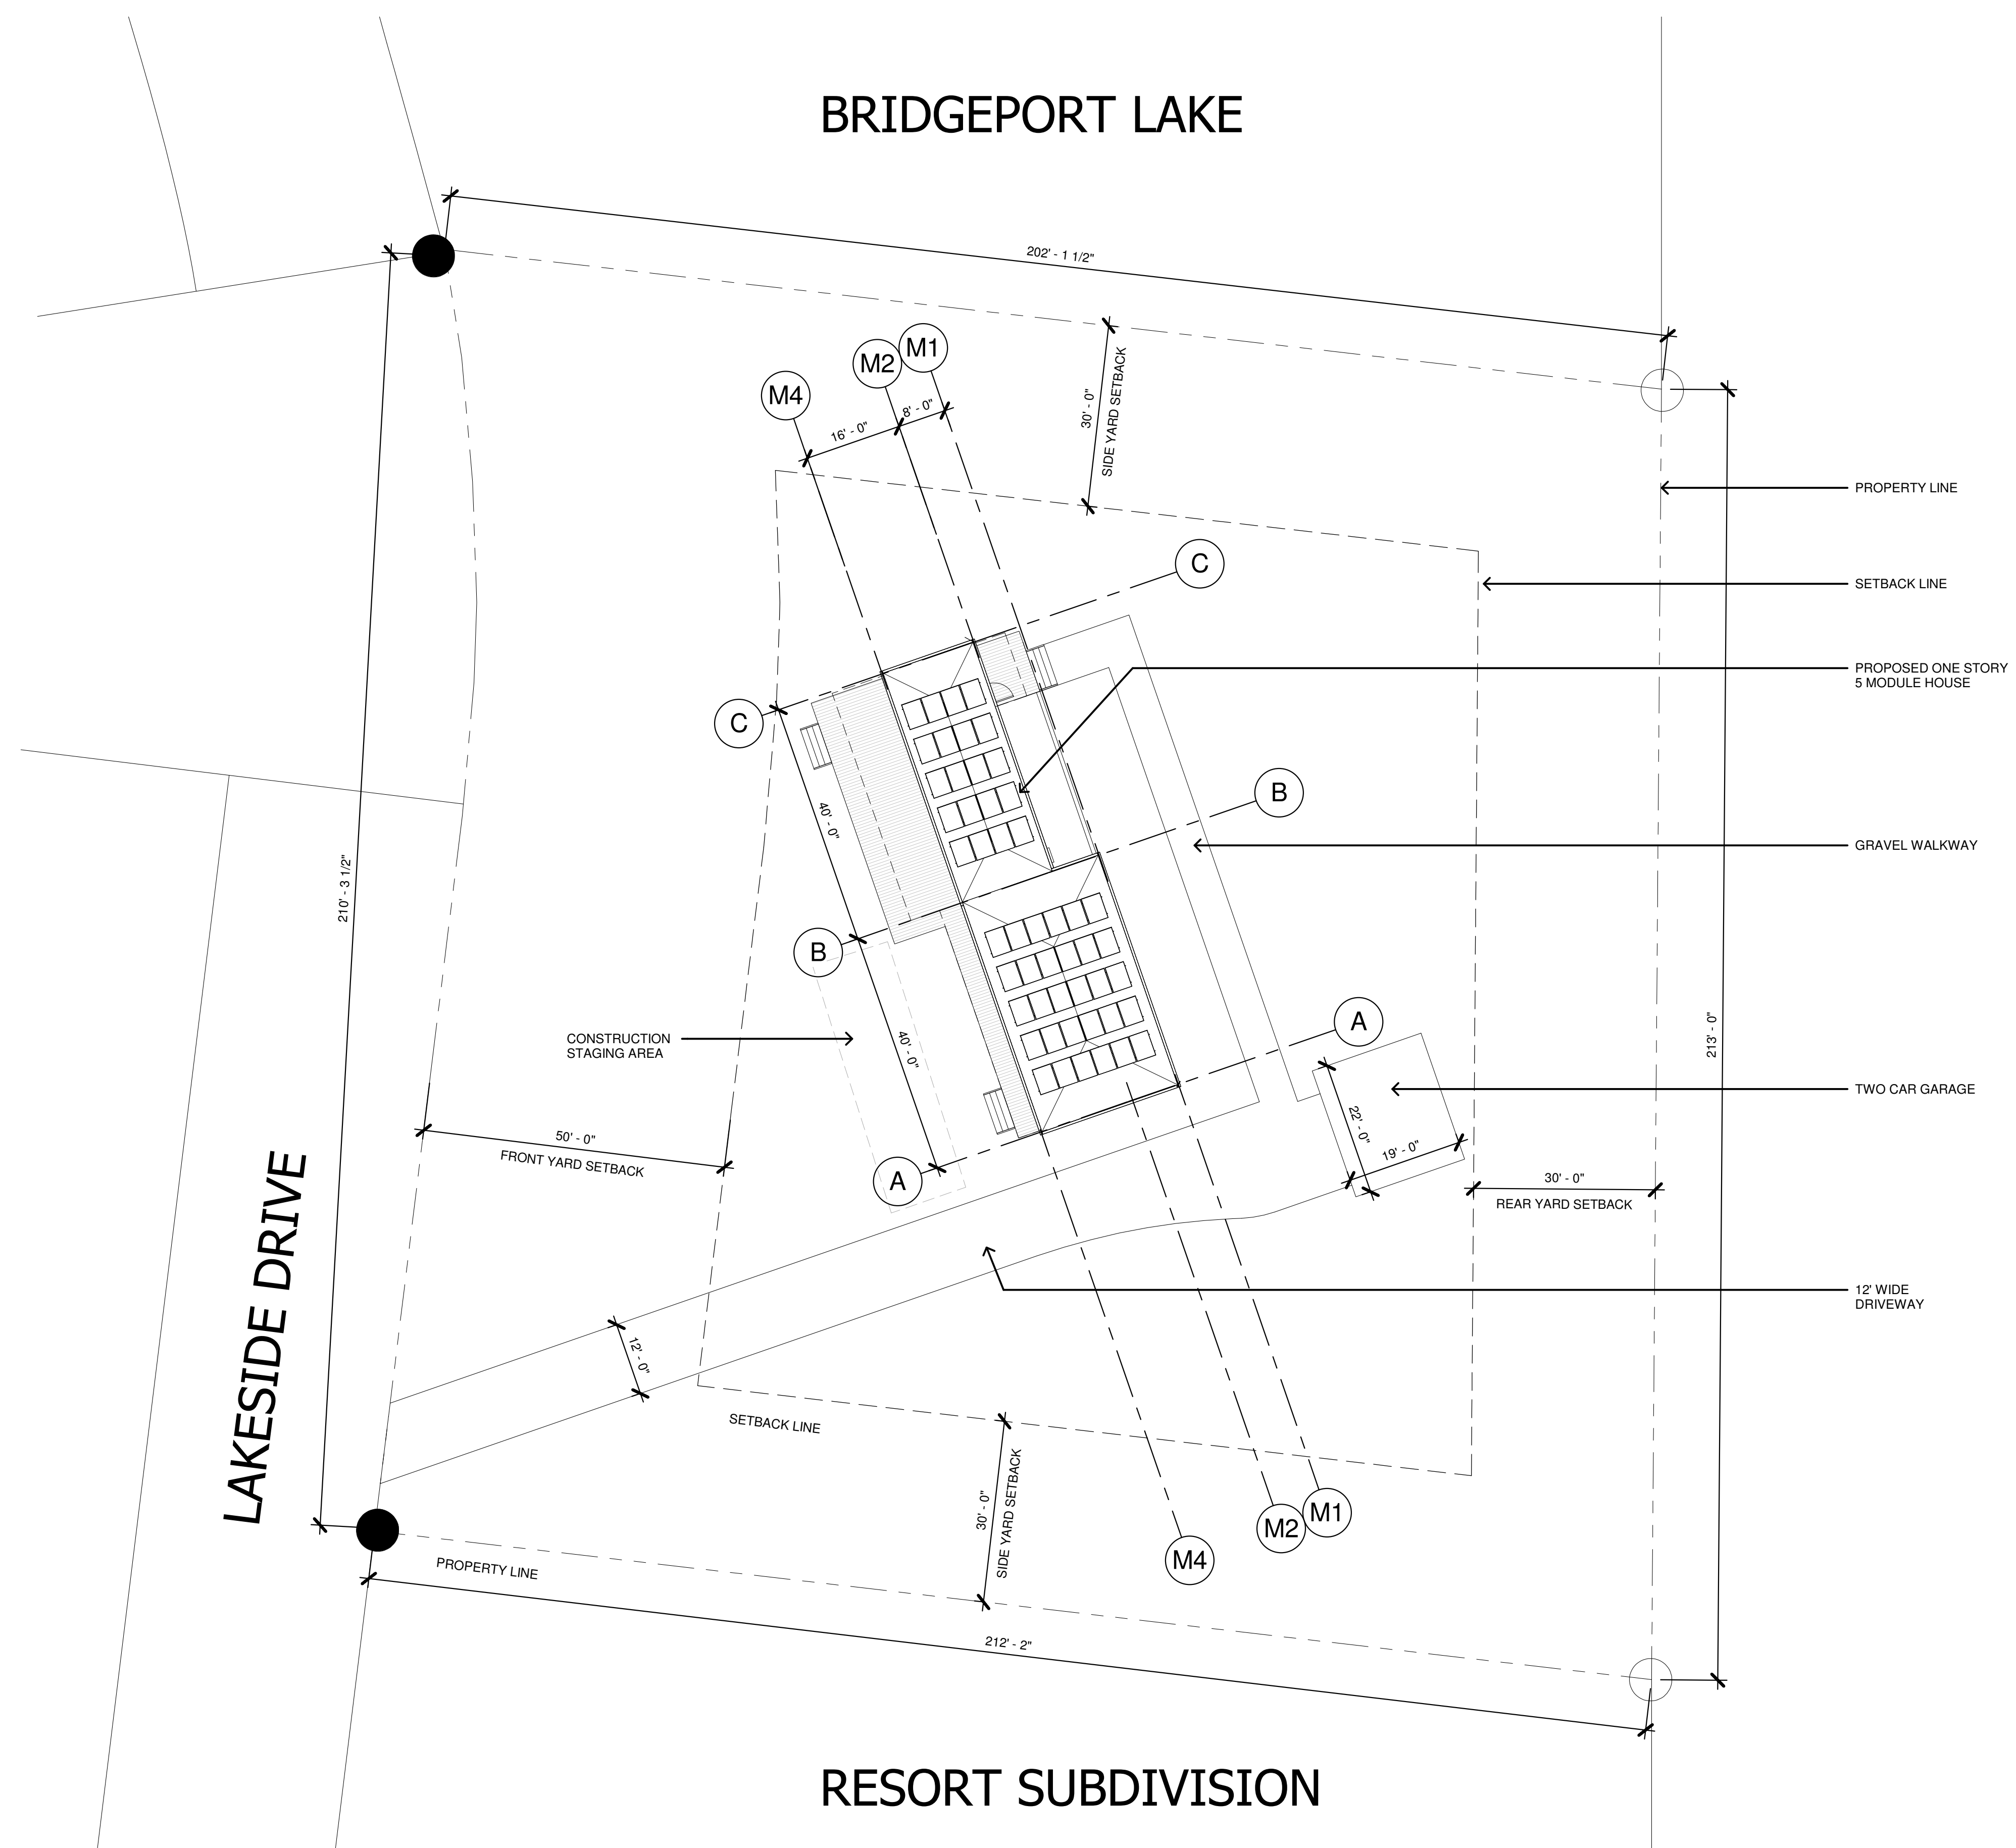 BRIDGEPORT LAKE
202' - 1 1/2"
M1
M2
M4
8' - 0"
16' - 0"
30' - 0"
SIDE YARD SETBACK
PROPERTY LINE
C
SETBACK LINE
PROPOSED ONE STORY
5 MODULE HOUSE
C
B
40' - 0"
GRAVEL WALKWAY
210' - 3 1/2"
B
A
CONSTRUCTION
STAGING AREA
40' - 0"
213' - 0"
TWO CAR GARAGE
22' - 0"
19' - 0"
50' - 0"
FRONT YARD SETBACK
A
30' - 0"
REAR YARD SETBACK
LAKESIDE DRIVE
12' WIDE
DRIVEWAY
12' - 0"
SETBACK LINE
30' - 0"
SIDE YARD SETBACK
M1
M2
M4
PROPERTY LINE
212' - 2"
RESORT SUBDIVISION